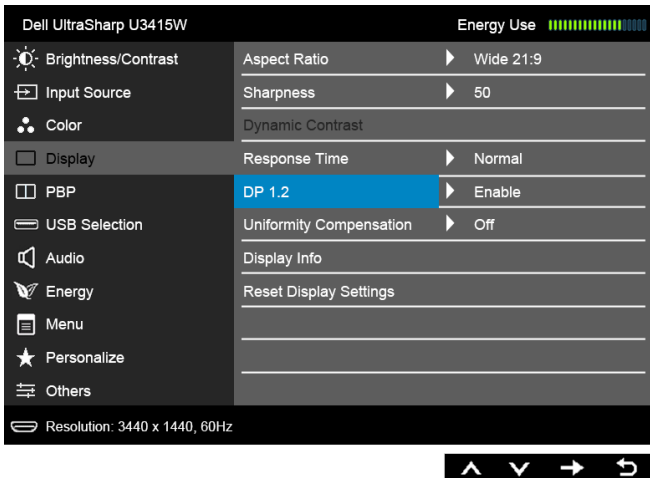 Dell UltraSharp U3415W Energy Use
Brightness/Contrast Aspect Ratio Wide 21:9
Input Source Sharpness 50
Color Dynamic Contrast
Display Response Time Normal
PBP DP 1.2 Enable
USB Selection Uniformity Compensation Off
Audio Display Info
Energy Reset Display Settings
Menu
Personalize
Others
Resolution: 3440 x 1440, 60Hz